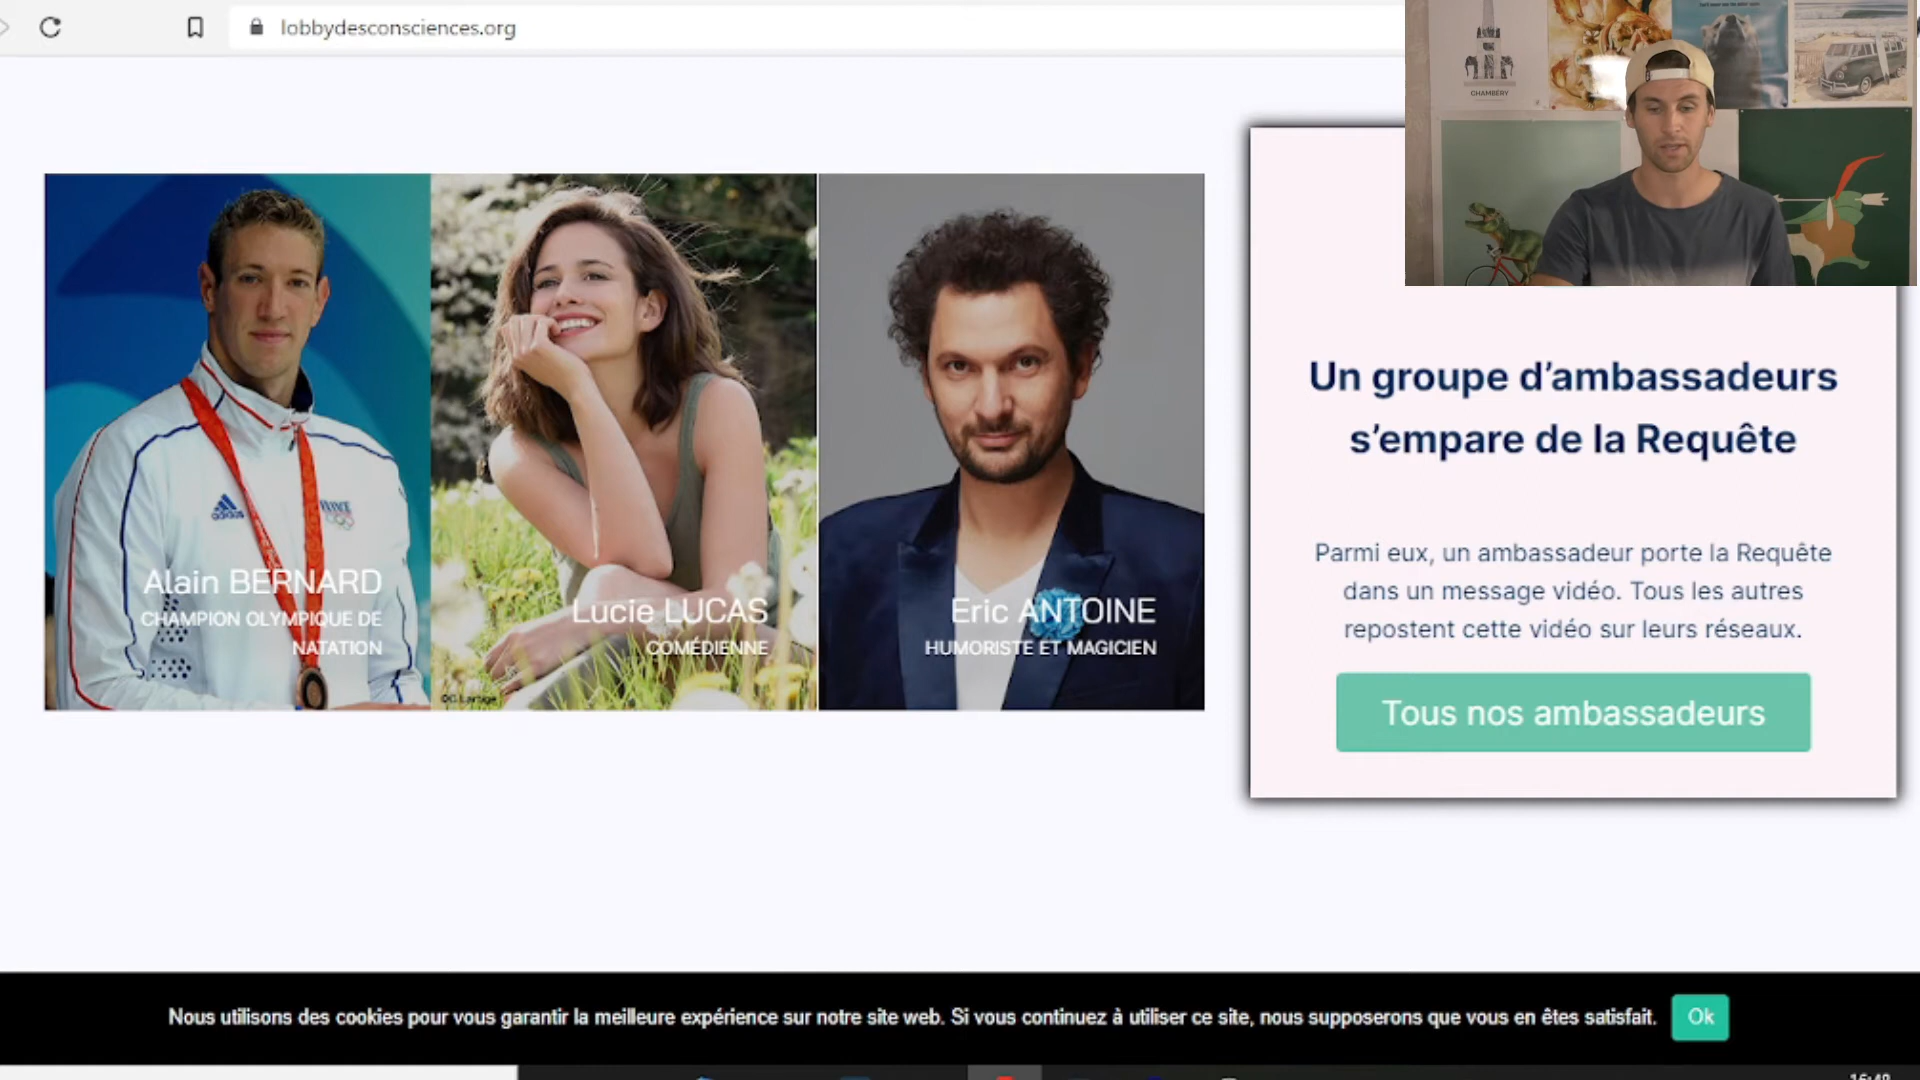 lobbydesconsciences.org
CHAMBÉRY
Alain BERNARD
CHAMPION OLYMPIQUE DE
NATATION
adidas
Lucie LUCAS
COMÉDIENNE
Eric ANTOINE
HUMORISTE ET MAGICIEN
Un groupe d’ambassadeurs
s’empare de la Requête
Parmi eux, un ambassadeur porte la Requête
dans un message vidéo. Tous les autres
repostent cette vidéo sur leurs réseaux.
Tous nos ambassadeurs
Nous utilisons des cookies pour vous garantir la meilleure expérience sur notre site web. Si vous continuez à utiliser ce site, nous supposerons que vous en êtes satisfait.
Ok